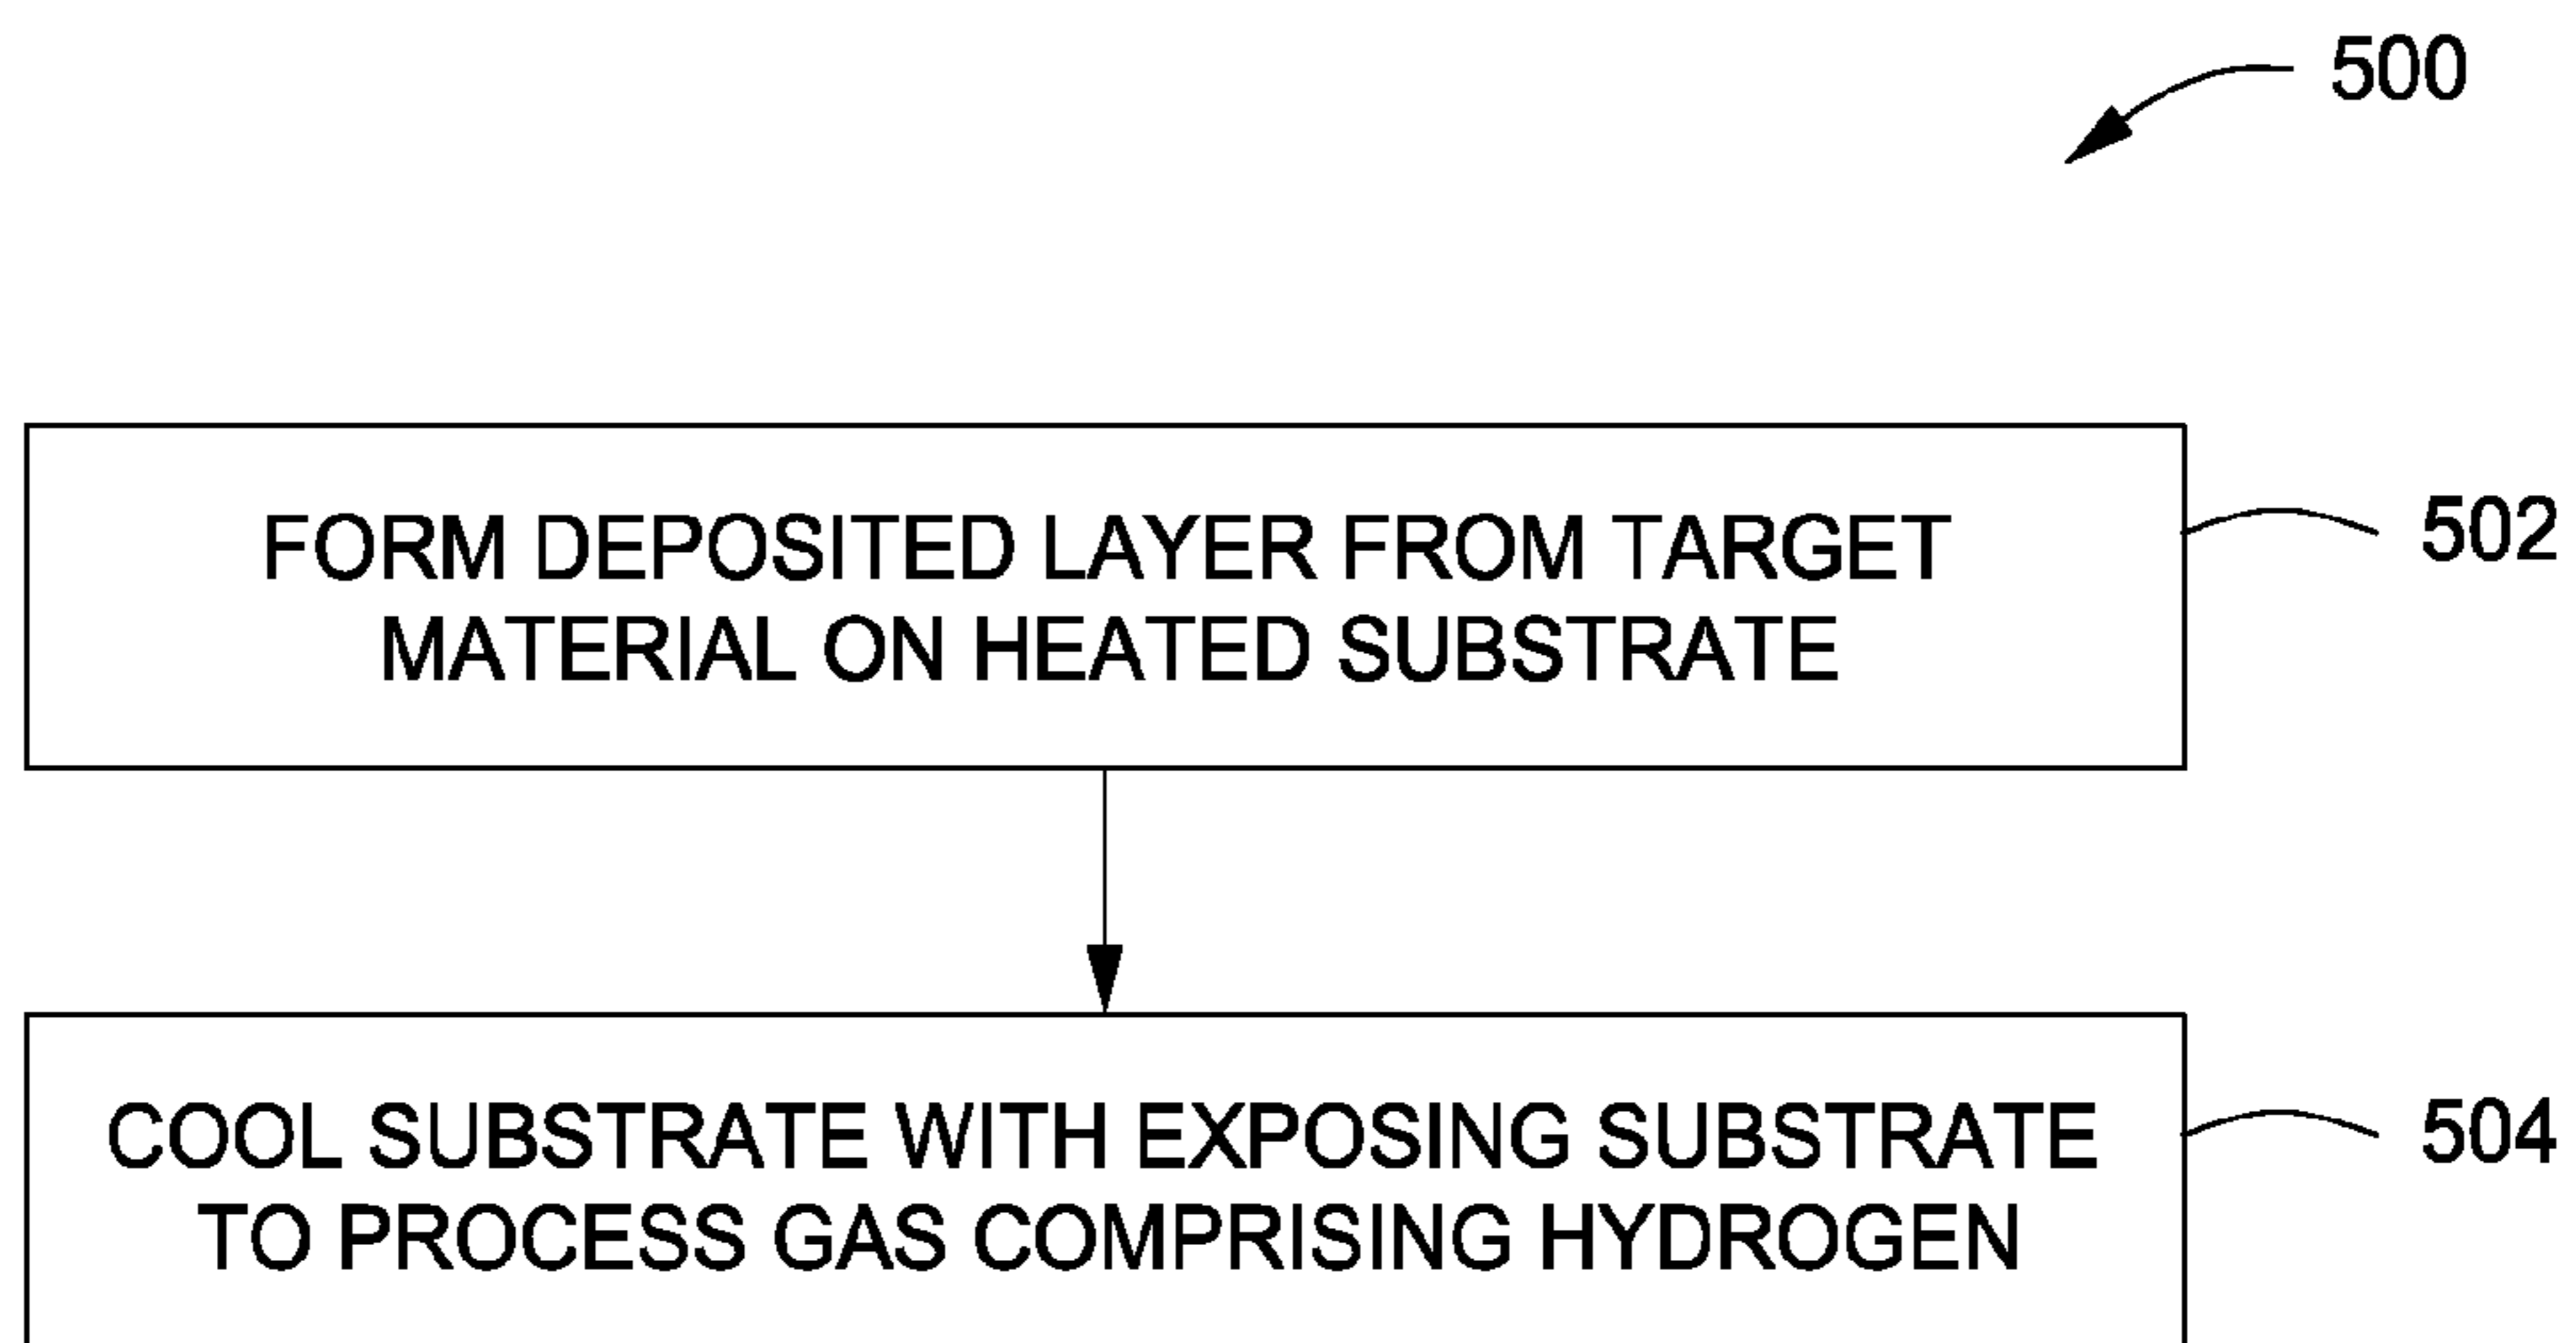 500
FORM DEPOSITED LAYER FROM TARGET
MATERIAL ON HEATED SUBSTRATE
502
COOL SUBSTRATE WITH EXPOSING SUBSTRATE
TO PROCESS GAS COMPRISING HYDROGEN
504